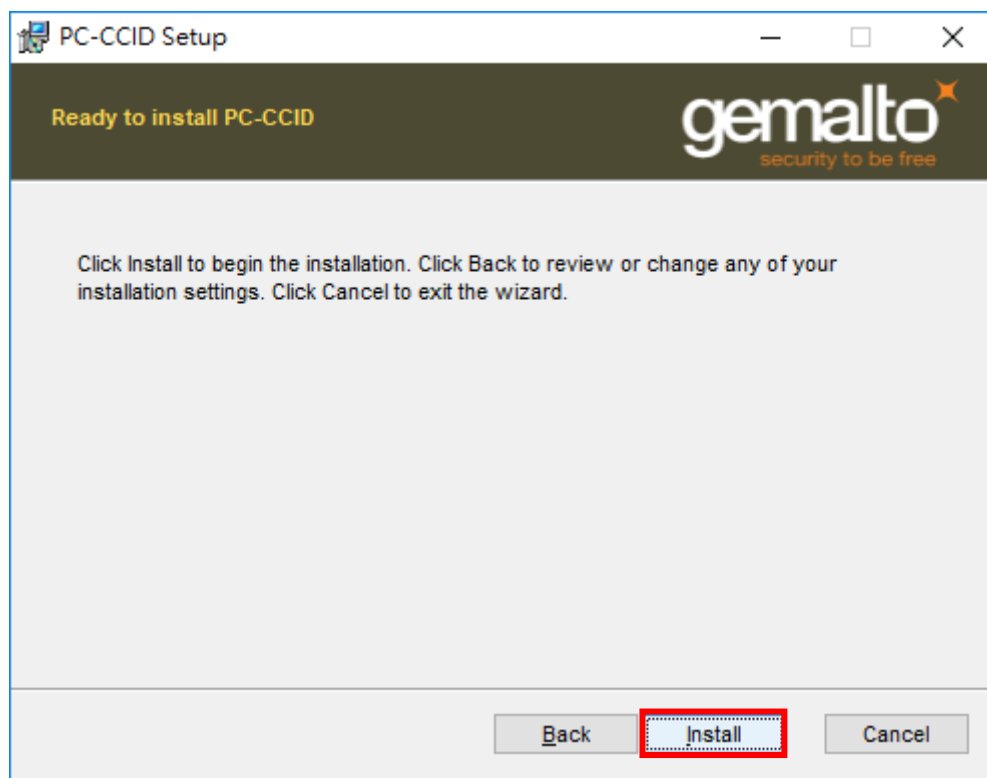 PC-CCID Setup
Ready to install PC-CCID
gemalto
security to be free
Click Install to begin the installation. Click Back to review or change any of your
installation settings. Click Cancel to exit the wizard.
Back
Install
Cancel